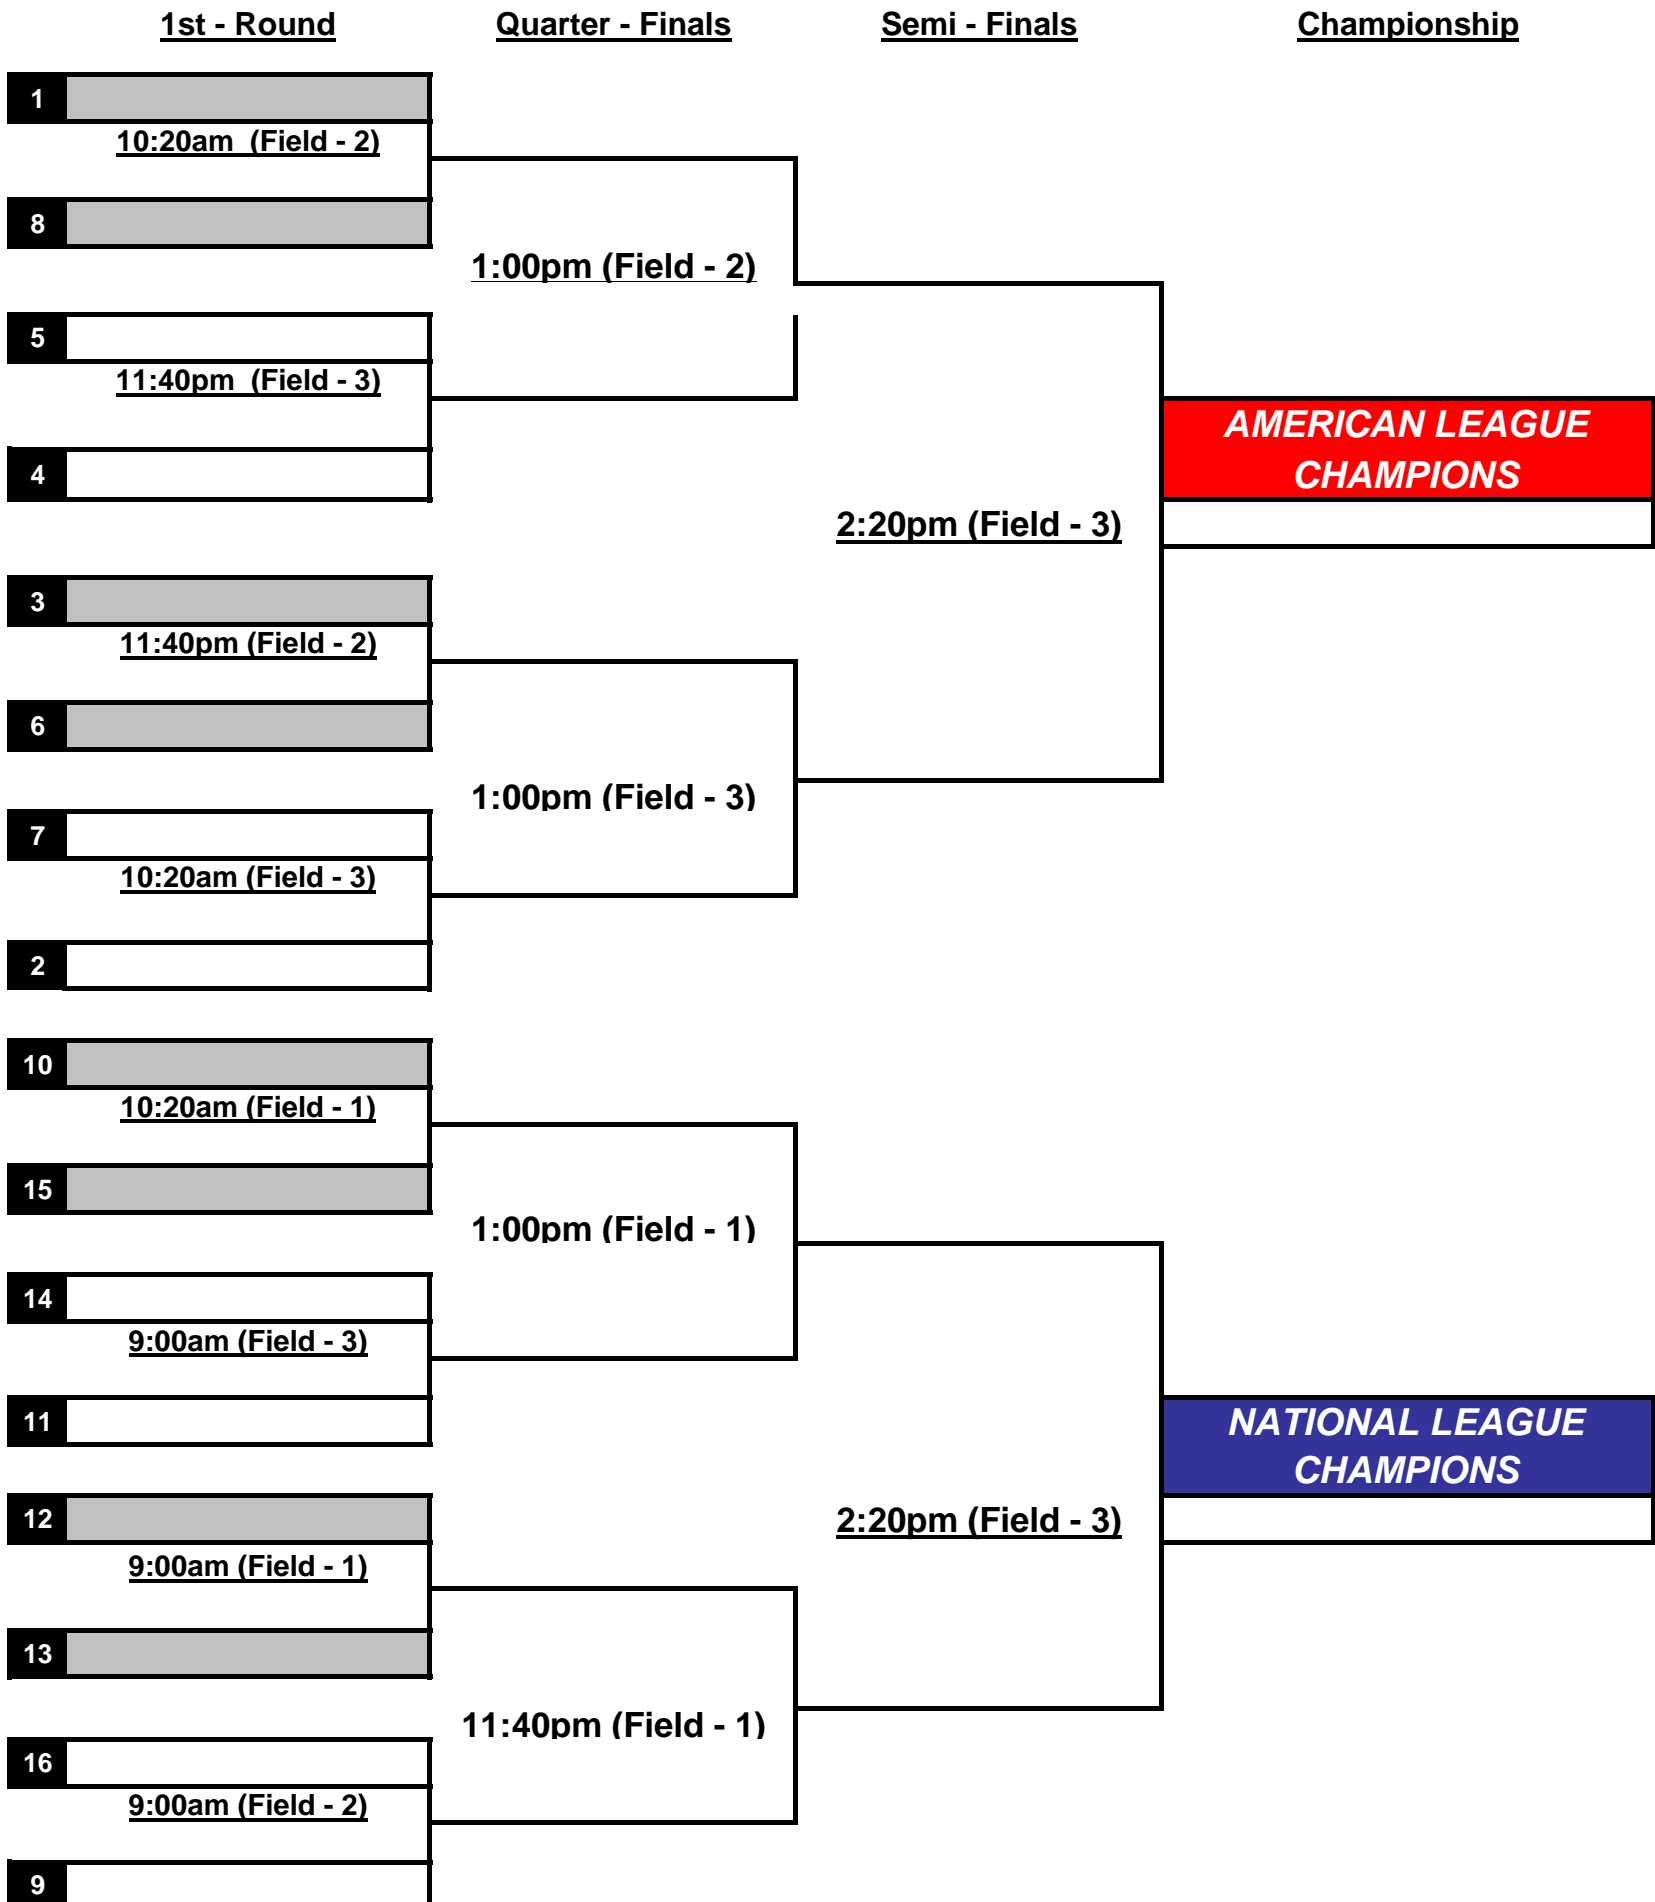 1st - Round Quarter - Finals Semi - Finals Championship
1
10:20am (Field - 2)
8
1:00pm (Field - 2)
5
11:40pm (Field - 3)
AMERICAN LEAGUE
CHAMPIONS
4
2:20pm (Field - 3)
3
11:40pm (Field - 2)
6
1:00pm (Field - 3)
7
10:20am (Field - 3)
2
10
10:20am (Field - 1)
15
1:00pm (Field - 1)
14
9:00am (Field - 3)
11
NATIONAL LEAGUE
CHAMPIONS
12
2:20pm (Field - 3)
9:00am (Field - 1)
13
11:40pm (Field - 1)
16
9:00am (Field - 2)
9